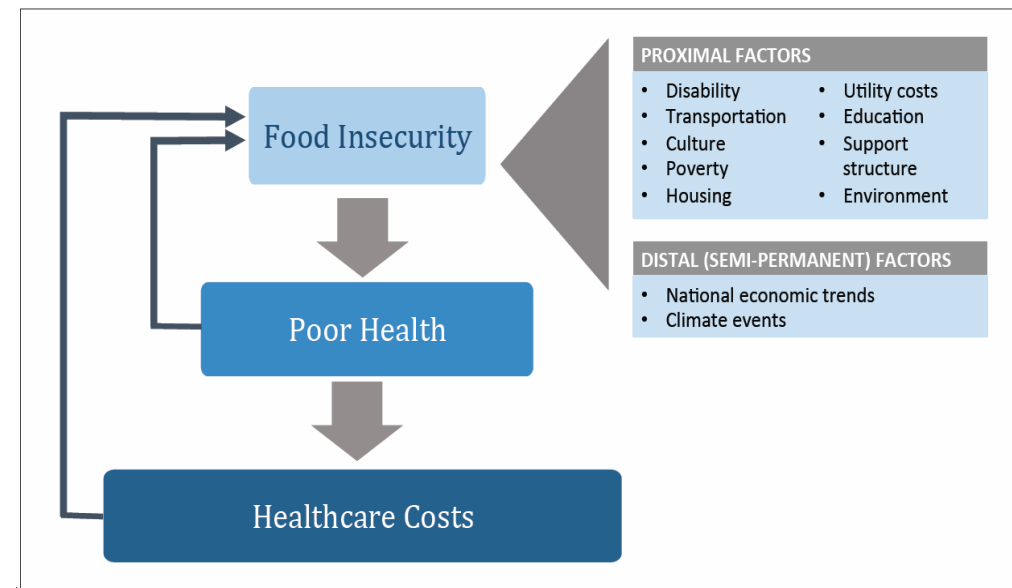 Food Insecurity
Poor Health
Healthcare Costs
PROXIMAL FACTORS
• Disability
• Transportation
• Culture
• Poverty
• Housing
• Utility costs
• Education
• Support
structure
• Environment
DISTAL (SEMI-PERMANENT) FACTORS
• National economic trends
• Climate events